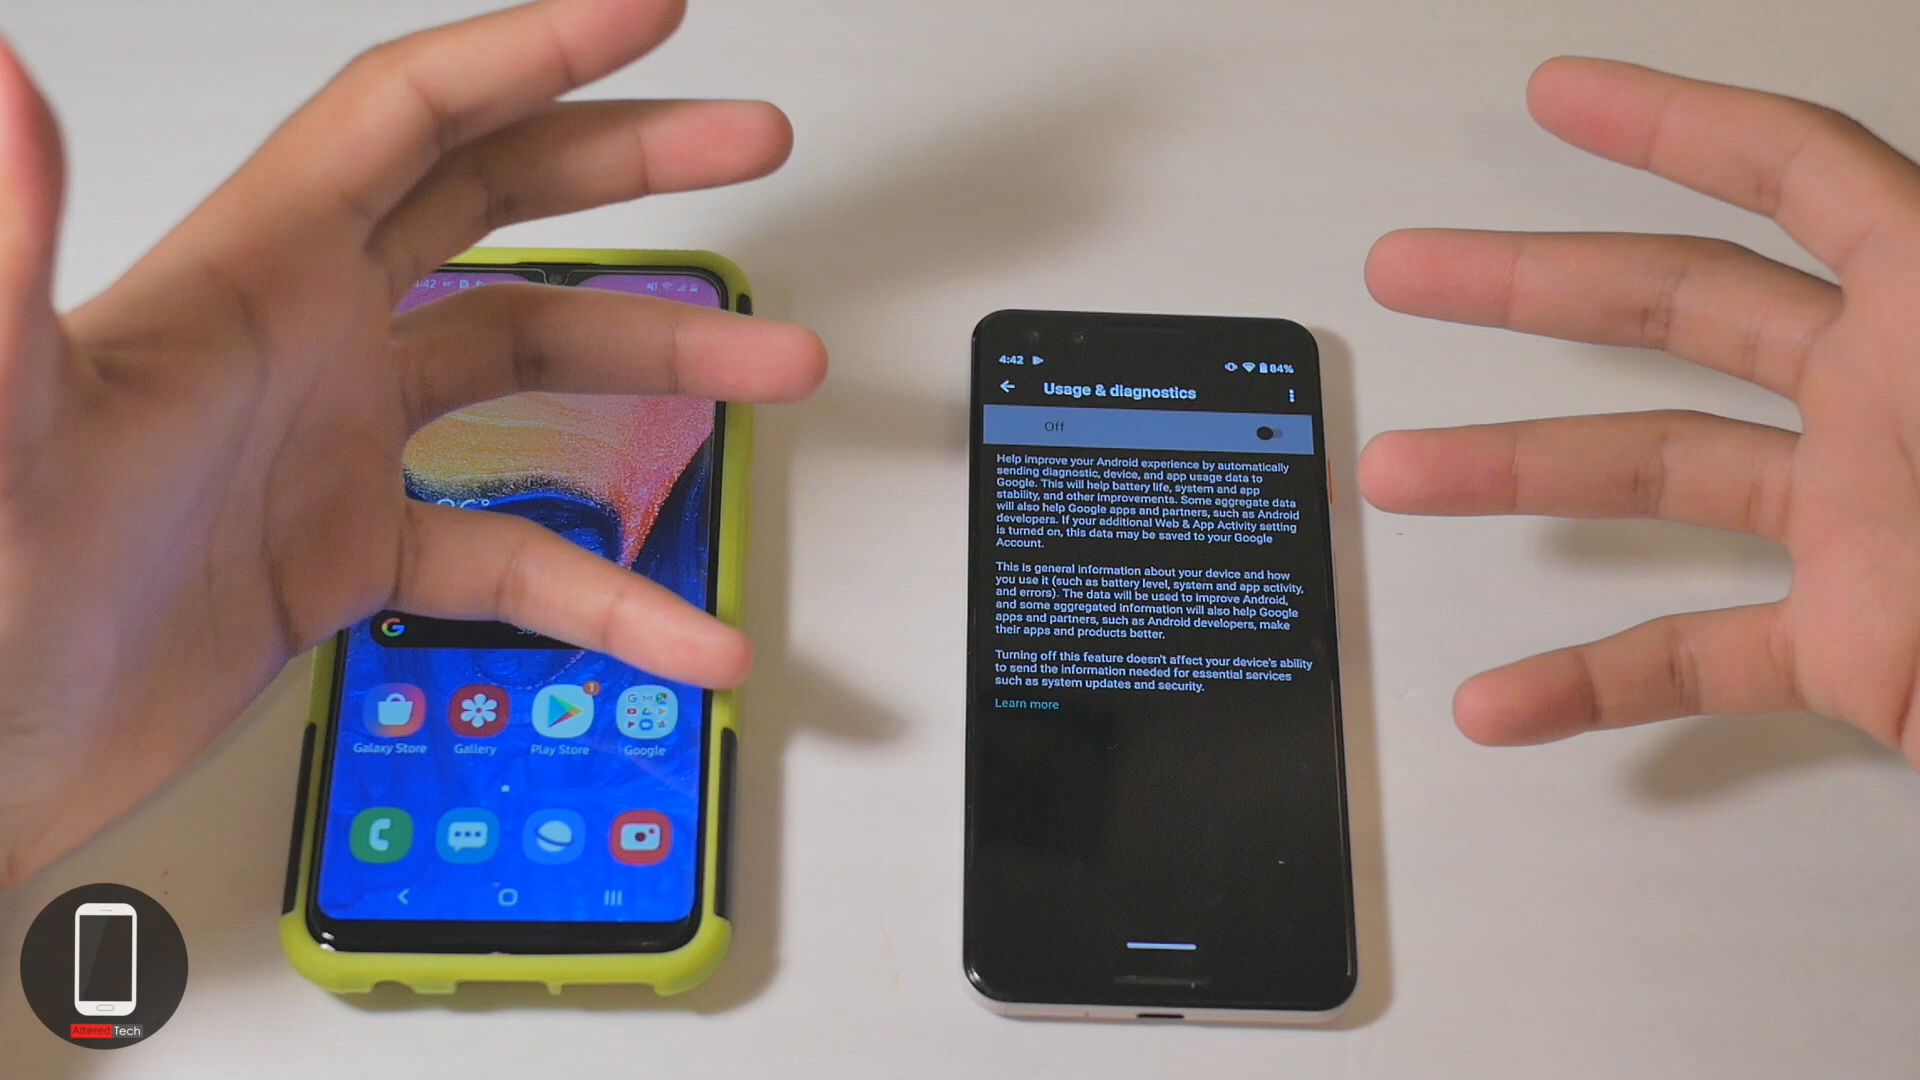 4:42
Galaxy Store
Gallery
Play Store
1
Google
4:42
84%
Usage & diagnostics
Off
Help improve your Android experience by automatically
sending diagnostic, device, and app usage data to
Google. This will help battery life, system and app
stability, and other improvements. Some aggregate data
will also help Google apps and partners, such as Android
developers. If your additional Web & App Activity setting
is turned on, this data may be saved to your Google
Account.
This is general information about your device and how
you use it (such as battery level, system and app activity,
and errors). The data will be used to improve Android,
and some aggregated information will also help Google
apps and partners, such as Android developers, make
their apps and products better.
Turning off this feature doesn't affect your device's ability
to send the information needed for essential services
such as system updates and security.
Learn more
Altered Tech